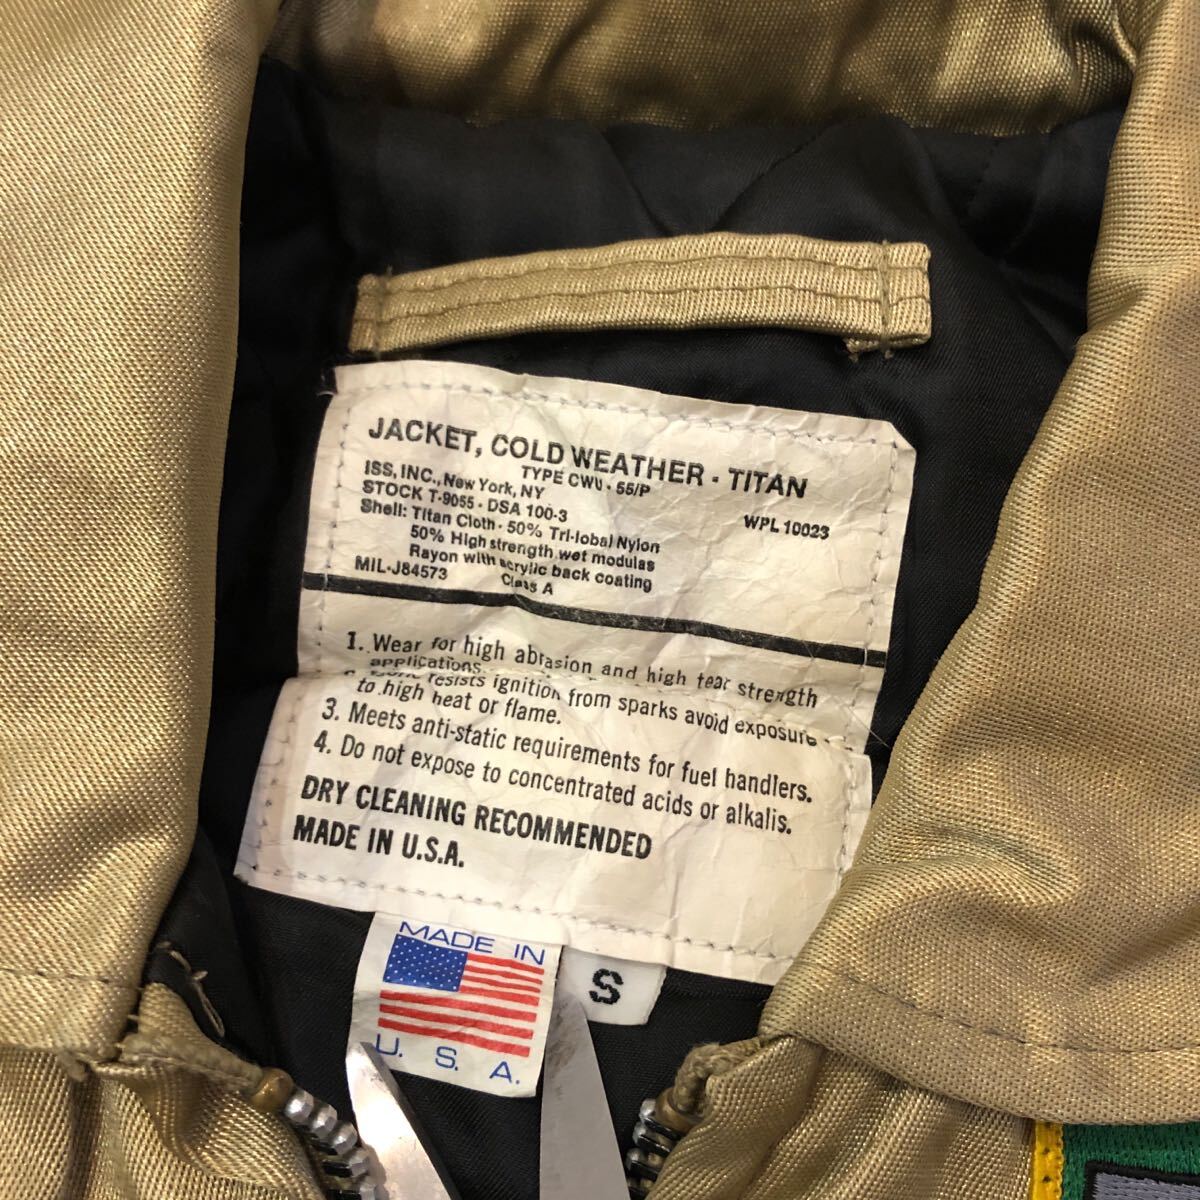 JACKET, COLD WEATHER - TITAN
TYPE CWU - 55/P
ISS, INC., New York, NY
STOCK T-9055 - DSA 100-3
WPL 10023
Shell: Titan Cloth - 50% Tri-lobal Nylon
50% High strength wet modulas
Rayon with acrylic back coating
MIL-J84573 Class A
1. Wear for high abrasion and high tear strength
applications.
resists ignition from sparks avoid exposure
to high heat or flame.
3. Meets anti-static requirements for fuel handlers.
4. Do not expose to concentrated acids or alkalis.
DRY CLEANING RECOMMENDED
MADE IN U.S.A.
MADE IN
U. S. A.
S